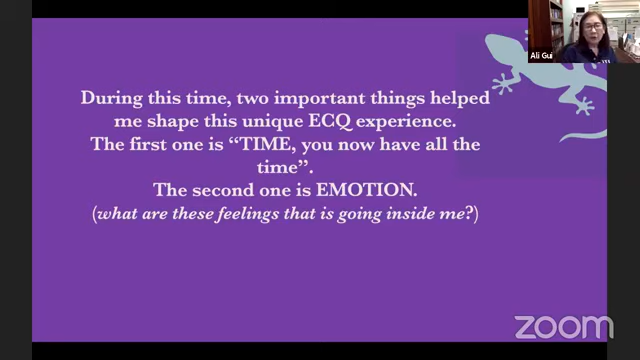 During this time, two important things helped
me shape this unique ECQ experience.
The first one is “TIME, you now have all the
time”.
The second one is EMOTION.
(what are these feelings that is going inside me?)
Ali Gui
zoom